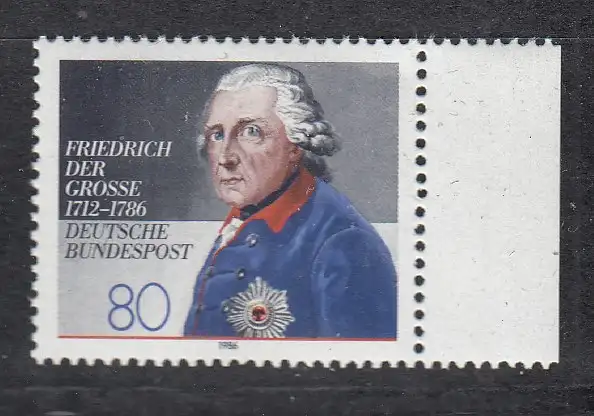 FRIEDRICH
DER
GROSSE
1712–1786
DEUTSCHE
BUNDESPOST
80
1986